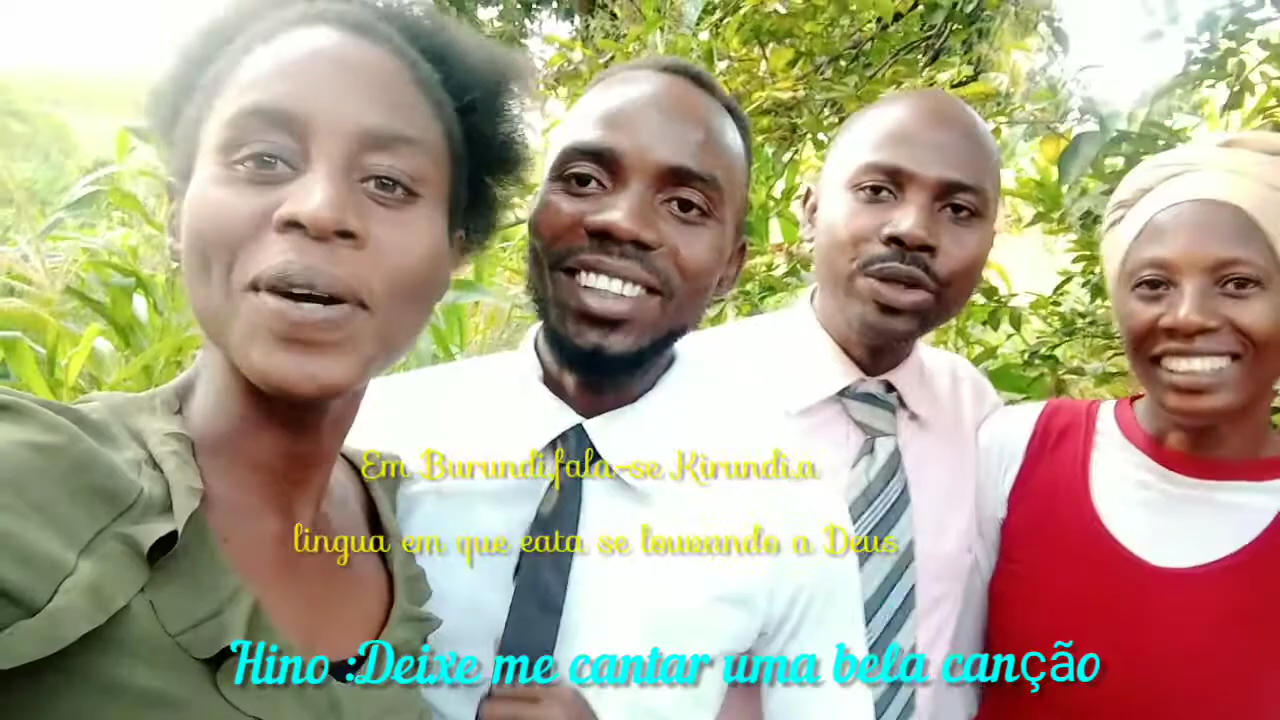 Em Burundi,fala-se Kirundi,a
lingua em que eata se louvando a Deus
Hino :Deixe me cantar uma bela canção